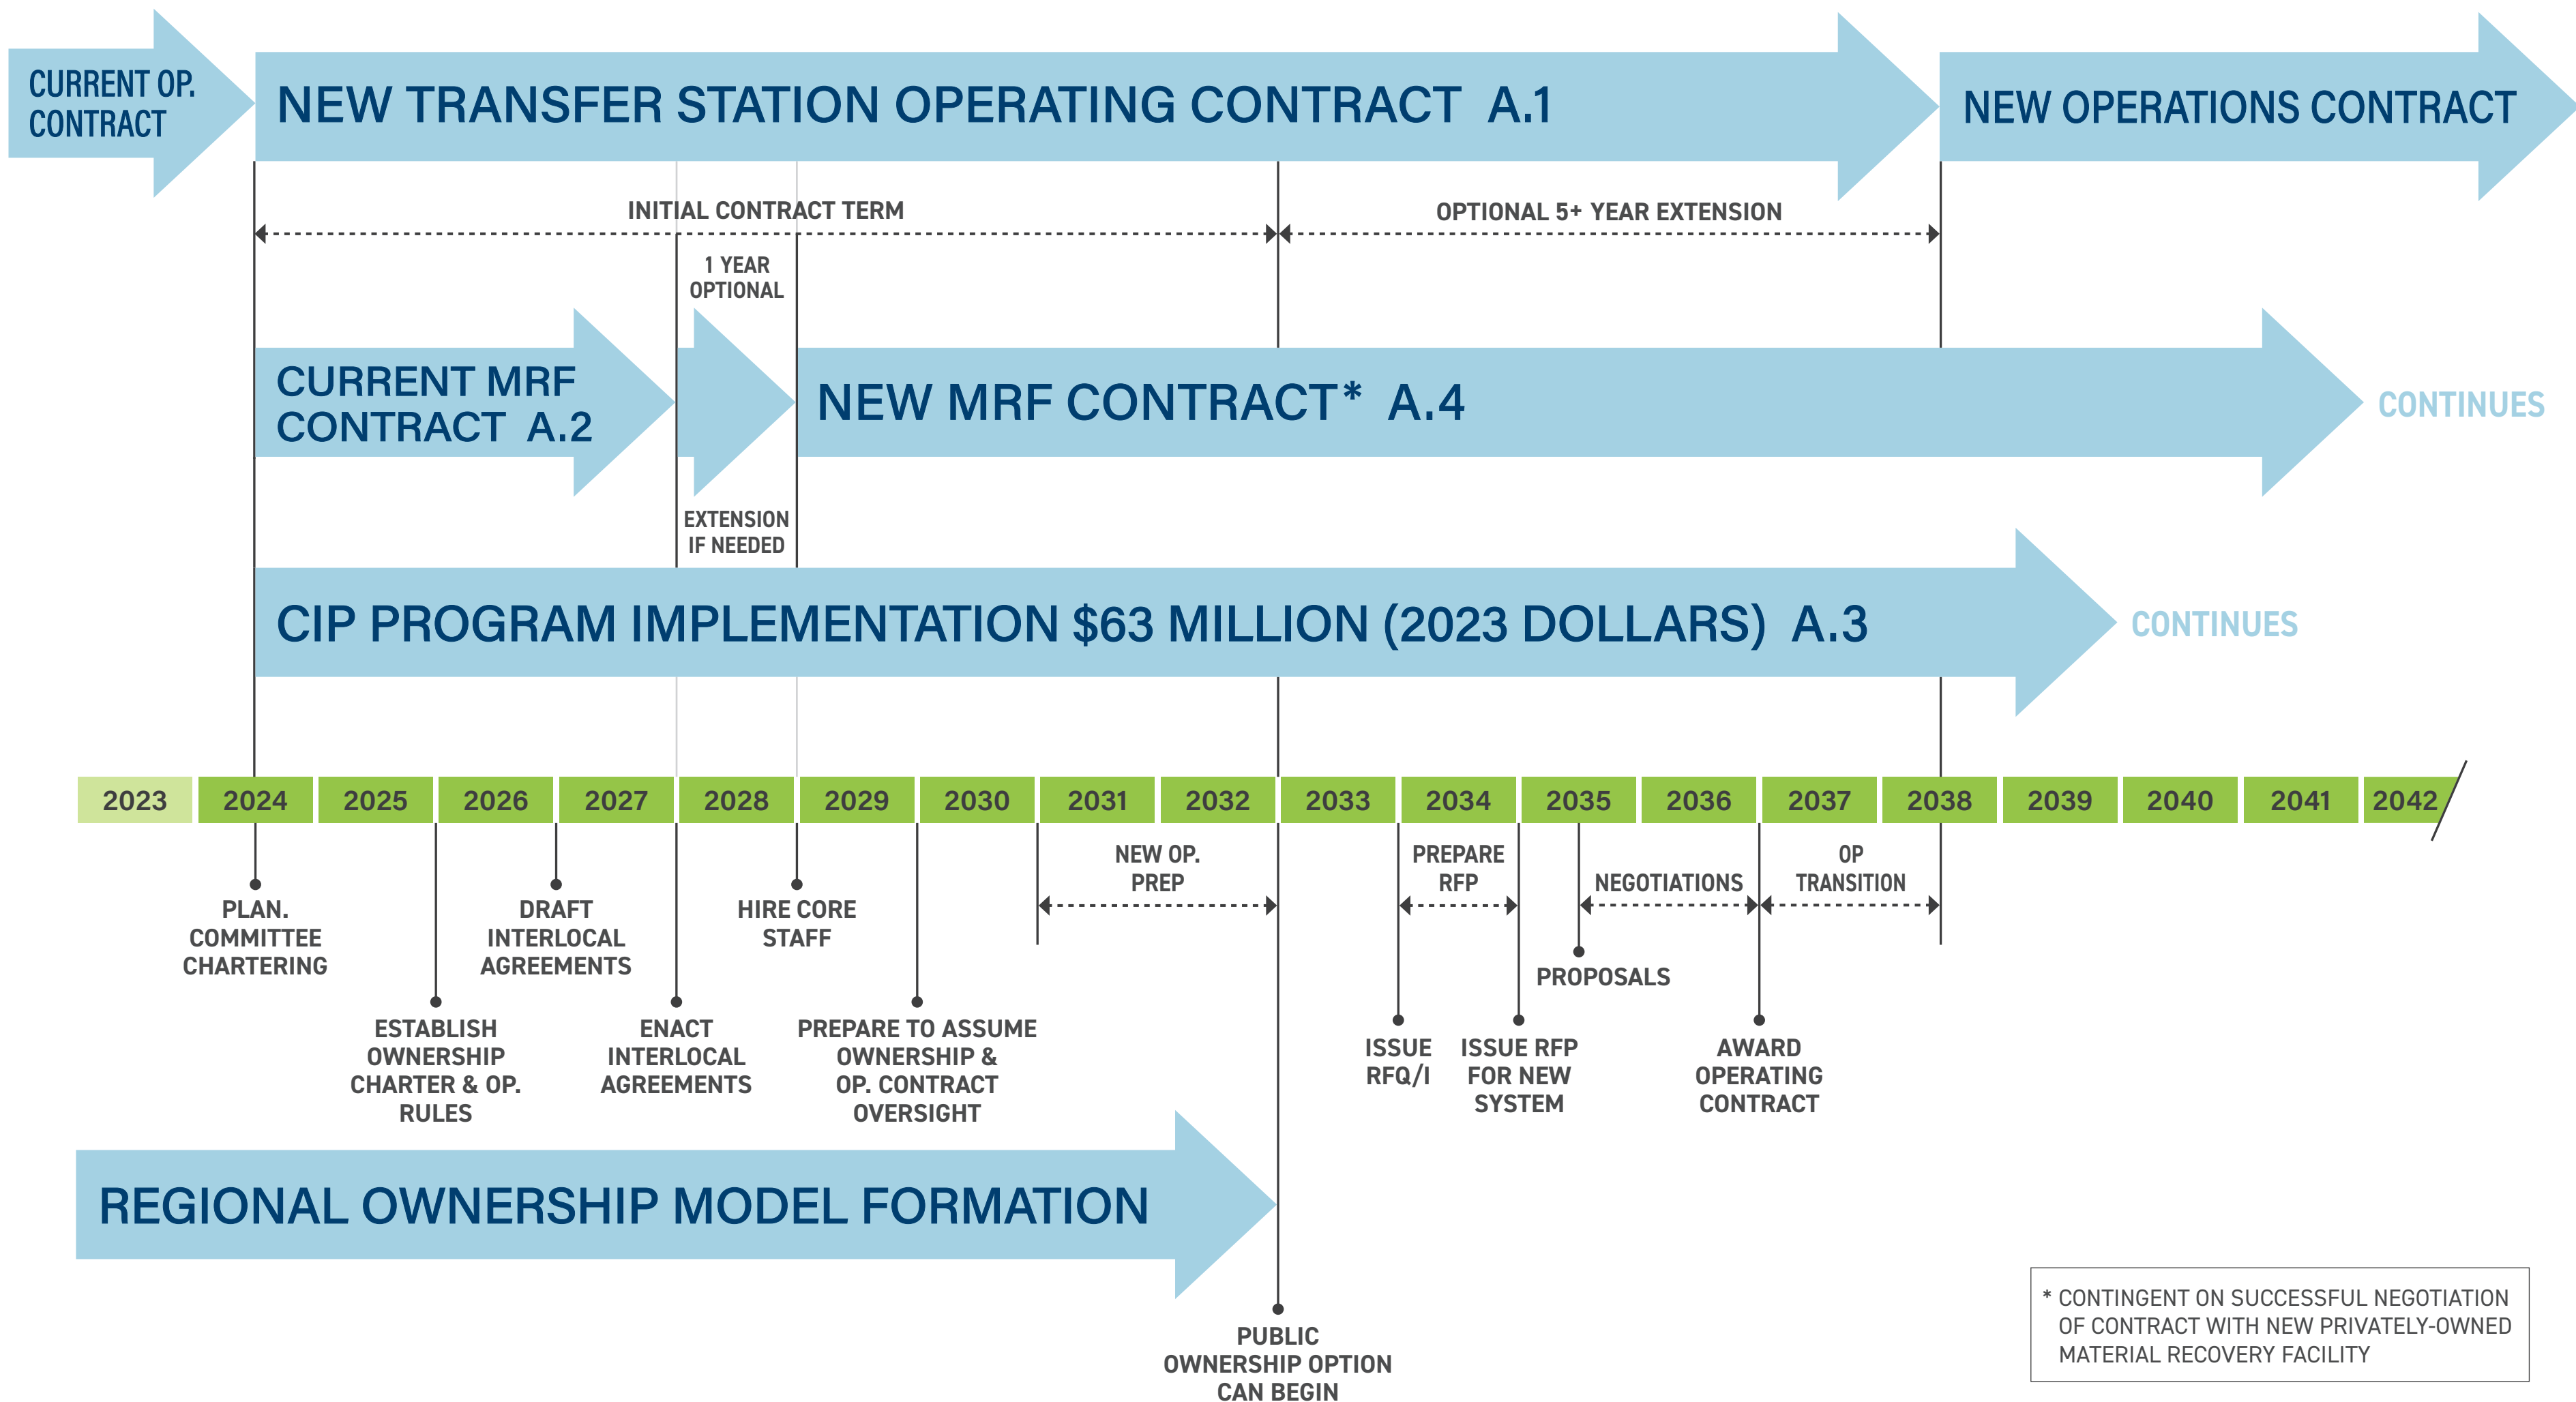 CURRENT OP.
CONTRACT
NEW TRANSFER STATION OPERATING CONTRACT A.1
NEW OPERATIONS CONTRACT
INITIAL CONTRACT TERM
OPTIONAL 5+ YEAR EXTENSION
1 YEAR
OPTIONAL
CURRENT MRF
CONTRACT A.2
NEW MRF CONTRACT* A.4
CONTINUES
EXTENSION
IF NEEDED
CIP PROGRAM IMPLEMENTATION $63 MILLION (2023 DOLLARS) A.3
CONTINUES
2023 2024 2025 2026 2027 2028 2029 2030 2031 2032 2033 2034 2035 2036 2037 2038 2039 2040 2041 2042
PLAN.
COMMITTEE
CHARTERING
ESTABLISH
OWNERSHIP
CHARTER & OP.
RULES
DRAFT
INTERLOCAL
AGREEMENTS
ENACT
INTERLOCAL
AGREEMENTS
HIRE CORE
STAFF
PREPARE TO ASSUME
OWNERSHIP &
OP. CONTRACT
OVERSIGHT
NEW OP.
PREP
PREPARE
RFP
NEGOTIATIONS
OP
TRANSITION
PROPOSALS
ISSUE
RFQ/I
ISSUE RFP
FOR NEW
SYSTEM
AWARD
OPERATING
CONTRACT
REGIONAL OWNERSHIP MODEL FORMATION
PUBLIC
OWNERSHIP OPTION
CAN BEGIN
* CONTINGENT ON SUCCESSFUL NEGOTIATION
OF CONTRACT WITH NEW PRIVATELY-OWNED
MATERIAL RECOVERY FACILITY